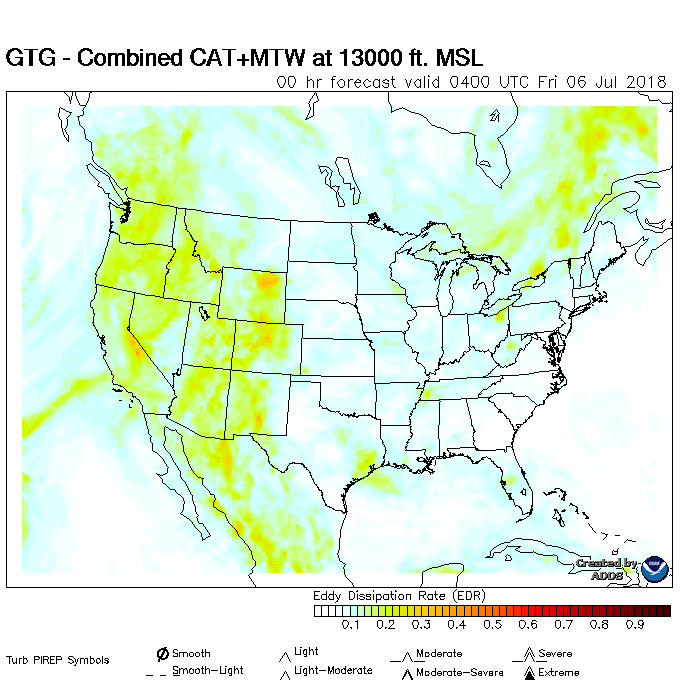 GTG - Combined CAT+MTW at 13000 ft. MSL
00 hr forecast valid 0400 UTC Fri 06 Jul 2018
Created by
ADDS
Eddy Dissipation Rate (EDR)
0.1 0.2 0.3 0.4 0.5 0.6 0.7 0.8 0.9
Turb PIREP Symbols
Smooth Light Moderate Severe
Smooth-Light Light-Moderate Moderate-Severe Extreme